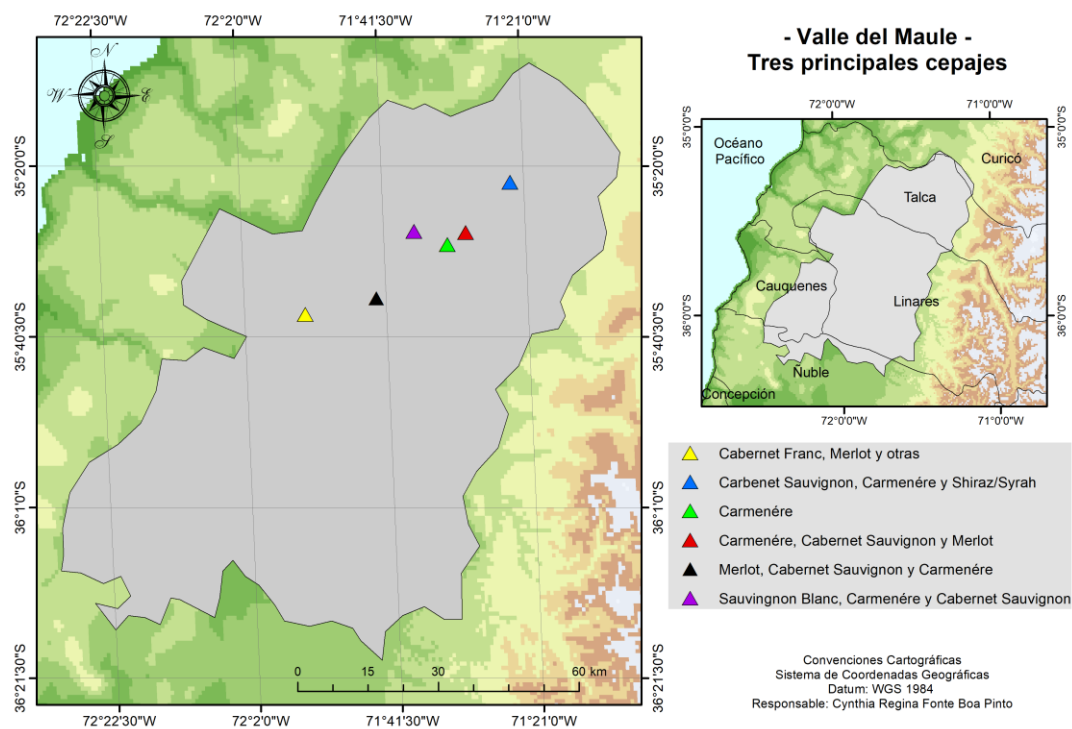 - Valle del Maule -
Tres principales cepajes
72°22'30"W 72°2'0"W 71°41'30"W 71°21'0"W
N
W E
S
35°20'0"S 35°20'0"S
35°40'30"S 35°40'30"S
36°1'0"S 36°1'0"S
36°21'30"S 36°21'30"S
0 15 30 60 km
72°22'30"W 72°2'0"W 71°41'30"W 71°21'0"W
72°0'0"W 71°0'0"W
35°0'0"S 35°0'0"S
Océano
Pacífico
Curicó
Talca
Cauquenes
Linares
36°0'0"S 36°0'0"S
Ñuble
Concepción
72°0'0"W 71°0'0"W
Cabernet Franc, Merlot y otras
Carbenet Sauvignon, Carmenére y Shiraz/Syrah
Carmenére
Carmenére, Cabernet Sauvignon y Merlot
Merlot, Cabernet Sauvignon y Carmenére
Sauvingnon Blanc, Carmenére y Cabernet Sauvignon
Convenciones Cartográficas
Sistema de Coordenadas Geográficas
Datum: WGS 1984
Responsable: Cynthia Regina Fonte Boa Pinto